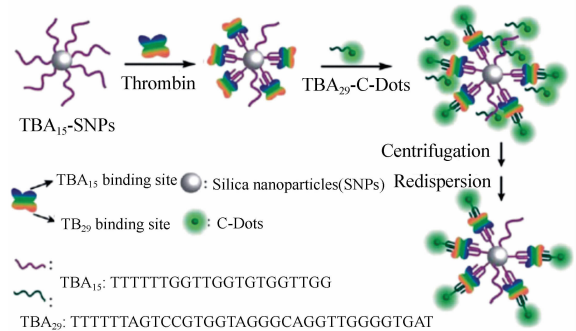 Thrombin
TBA₂₉-C-Dots
TBA₁₅-SNPs
Centrifugation
Redispersion
TBA₁₅ binding site
: Silica nanoparticles(SNPs)
TB₂₉ binding site
: C-Dots
:
TBA₁₅: TTTTTTGGTTGGTGTGGTTGG
:
TBA₂₉: TTTTTTAGTCCGTGGTAGGGCAGGTTGGGGTGAT